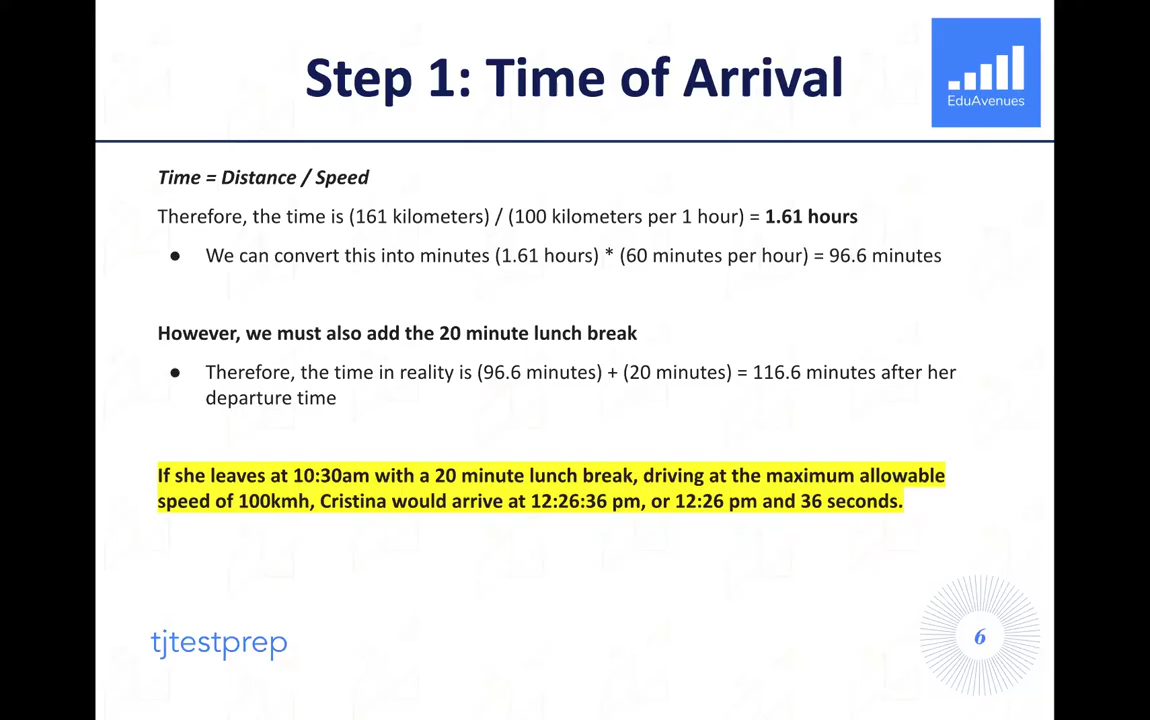 Step 1: Time of Arrival
EduAvenues
Time = Distance / Speed
Therefore, the time is (161 kilometers) / (100 kilometers per 1 hour) = 1.61 hours
● We can convert this into minutes (1.61 hours) * (60 minutes per hour) = 96.6 minutes
However, we must also add the 20 minute lunch break
● Therefore, the time in reality is (96.6 minutes) + (20 minutes) = 116.6 minutes after her
departure time
If she leaves at 10:30am with a 20 minute lunch break, driving at the maximum allowable
speed of 100kmh, Cristina would arrive at 12:26:36 pm, or 12:26 pm and 36 seconds.
tjtestprep
6